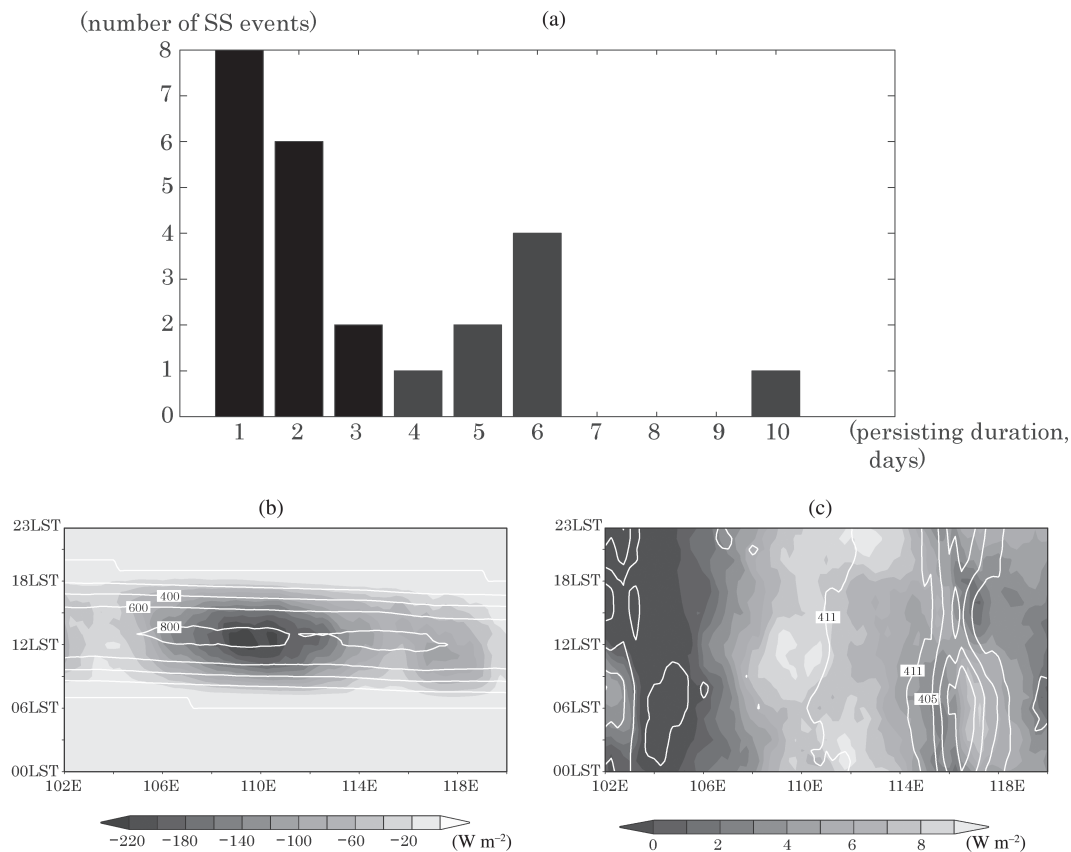 (number of SS events)
(a)
8
7
6
5
4
3
2
1
0
1 2 3 4 5 6 7 8 9 10
(persisting duration,
days)
(b)
23LST
18LST
12LST
06LST
00LST
400
600
800
102E 106E 110E 114E 118E
−220 −180 −140 −100 −60 −20 (W m⁻²)
(c)
23LST
18LST
12LST
06LST
00LST
411
411
405
102E 106E 110E 114E 118E
0 2 4 6 8 (W m⁻²)